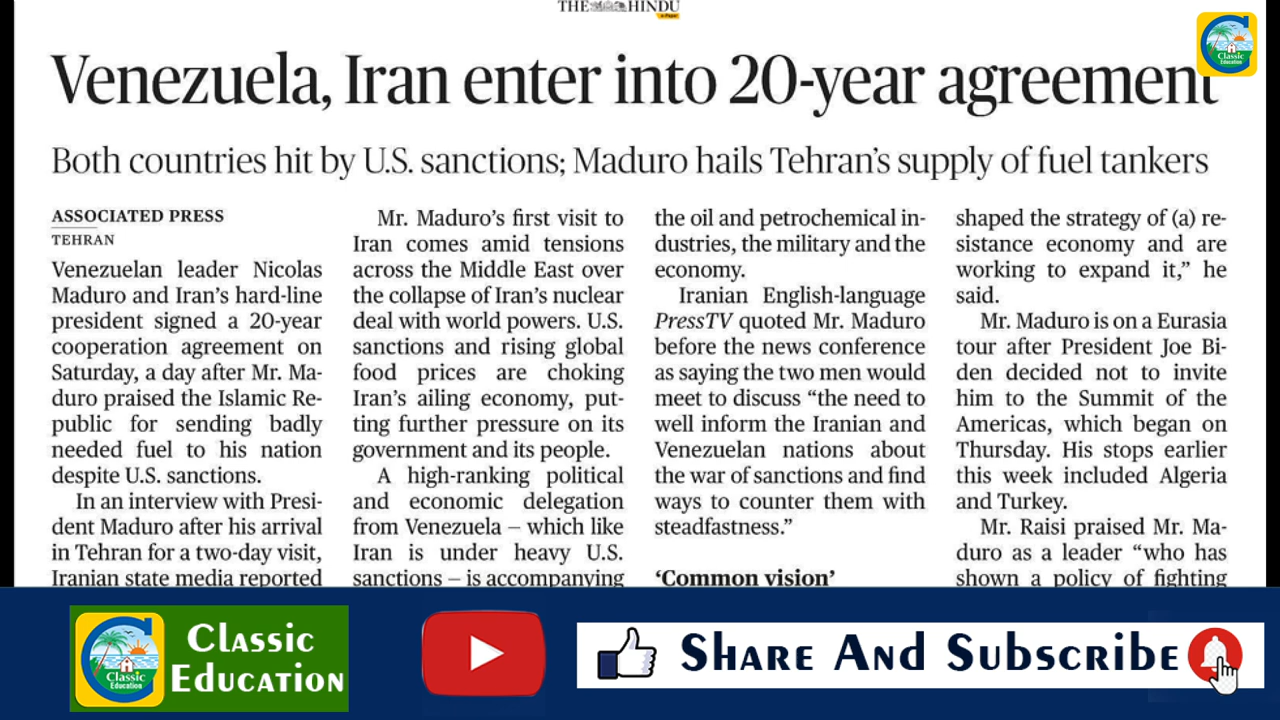 THE HINDU
Venezuela, Iran enter into 20-year agreement
Both countries hit by U.S. sanctions; Maduro hails Tehran's supply of fuel tankers
ASSOCIATED PRESS
TEHRAN
Venezuelan leader Nicolas
Maduro and Iran's hard-line
president signed a 20-year
cooperation agreement on
Saturday, a day after Mr. Ma-
duro praised the Islamic Re-
public for sending badly
needed fuel to his nation
despite U.S. sanctions.
In an interview with Presi-
dent Maduro after his arrival
in Tehran for a two-day visit,
Iranian state media reported
Mr. Maduro's first visit to
Iran comes amid tensions
across the Middle East over
the collapse of Iran's nuclear
deal with world powers. U.S.
sanctions and rising global
food prices are choking
Iran's ailing economy, put-
ting further pressure on its
government and its people.
A high-ranking political
and economic delegation
from Venezuela – which like
Iran is under heavy U.S.
sanctions – is accompanying
the oil and petrochemical in-
dustries, the military and the
economy.
Iranian English-language
PressTV quoted Mr. Maduro
before the news conference
as saying the two men would
meet to discuss “the need to
well inform the Iranian and
Venezuelan nations about
the war of sanctions and find
ways to counter them with
steadfastness.”
‘Common vision’
shaped the strategy of (a) re-
sistance economy and are
working to expand it,” he
said.
Mr. Maduro is on a Eurasia
tour after President Joe Bi-
den decided not to invite
him to the Summit of the
Americas, which began on
Thursday. His stops earlier
this week included Algeria
and Turkey.
Mr. Raisi praised Mr. Ma-
duro as a leader “who has
shown a policy of fighting
Classic
Education
Classic
Education
Classic
Education
Share And Subscribe